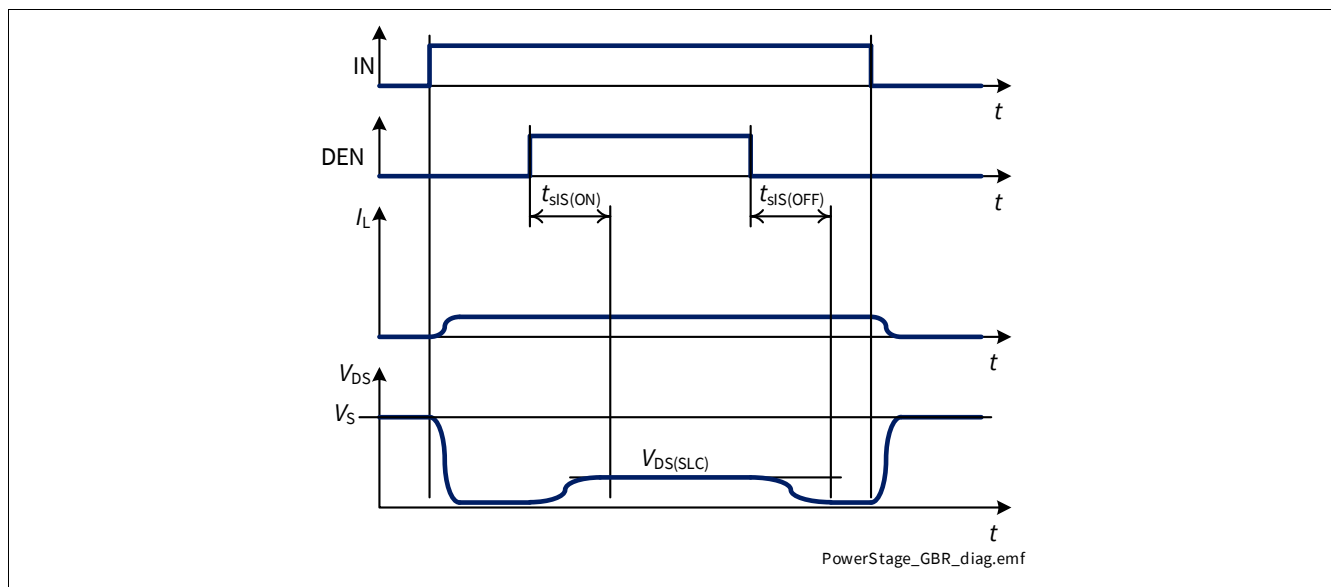 IN
t
DEN
t
tsIS(ON)
tsIS(OFF)
IL
t
VDS
VS
VDS(SLC)
t
PowerStage_GBR_diag.emf